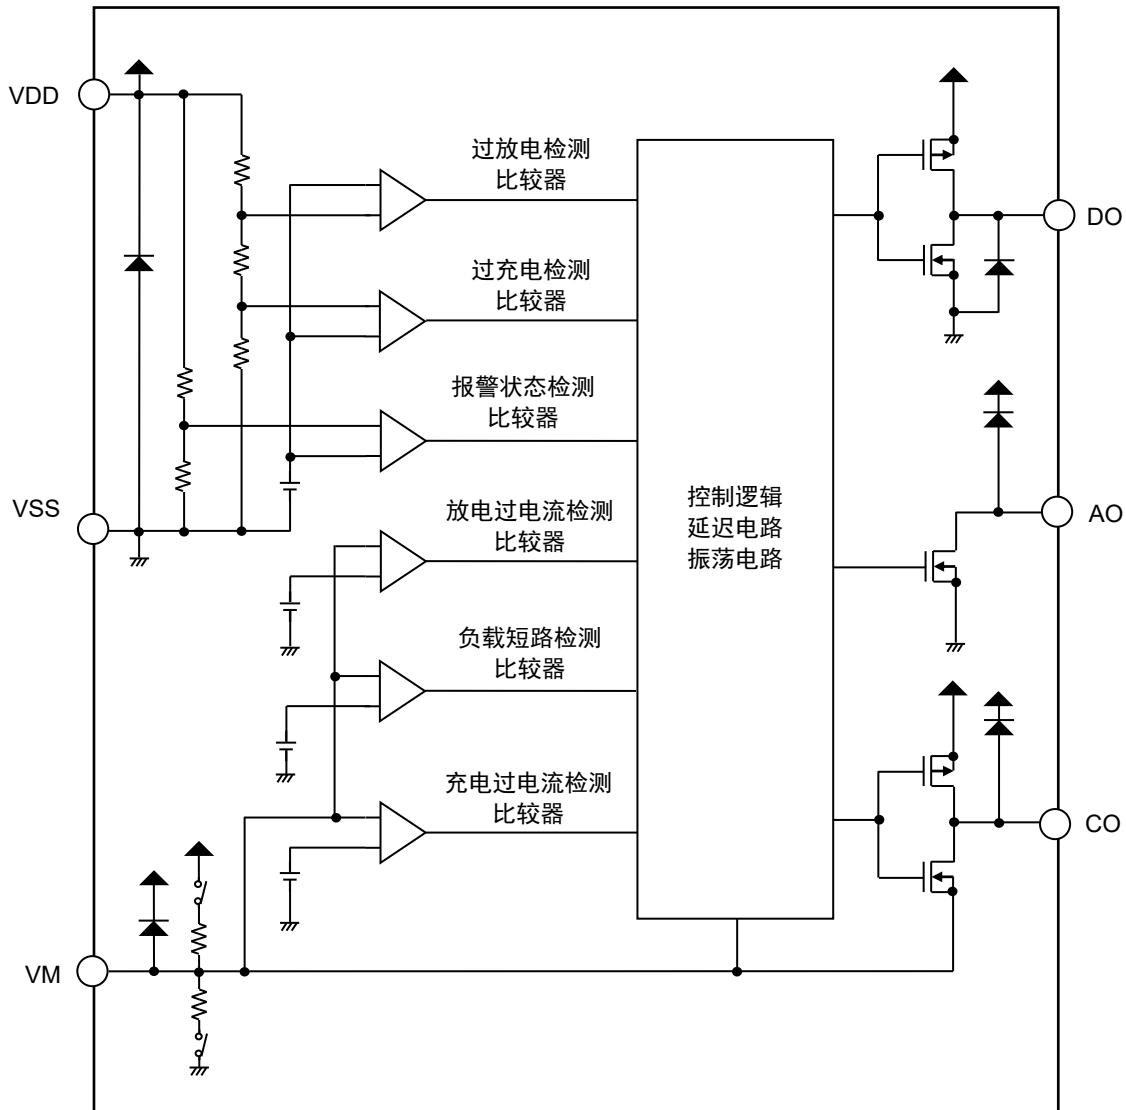 VDD
过放电检测
比较器
DO
过充电检测
比较器
报警状态检测
比较器
VSS
放电过电流检测
比较器
控制逻辑
延迟电路
振荡电路
AO
负载短路检测
比较器
充电过电流检测
比较器
CO
VM